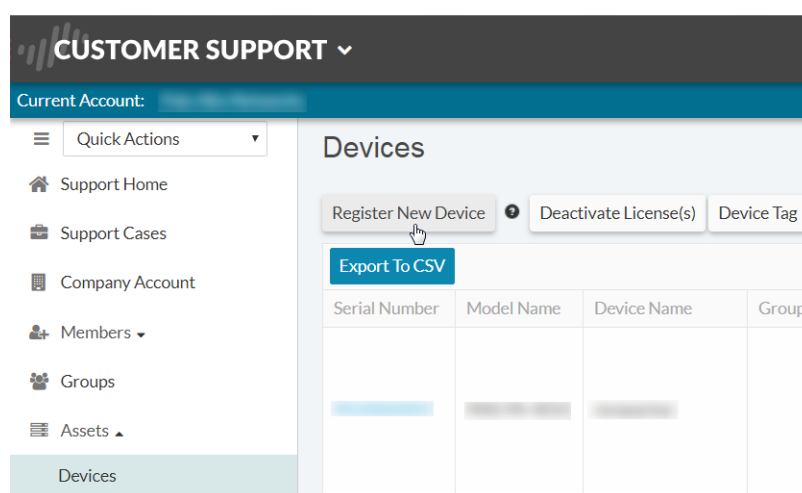 CUSTOMER SUPPORT
Current Account:
Quick Actions
Support Home
Support Cases
Company Account
Members
Groups
Assets
Devices
Devices
Register New Device
Deactivate License(s)
Device Tag
Export To CSV
Serial Number
Model Name
Device Name
Group